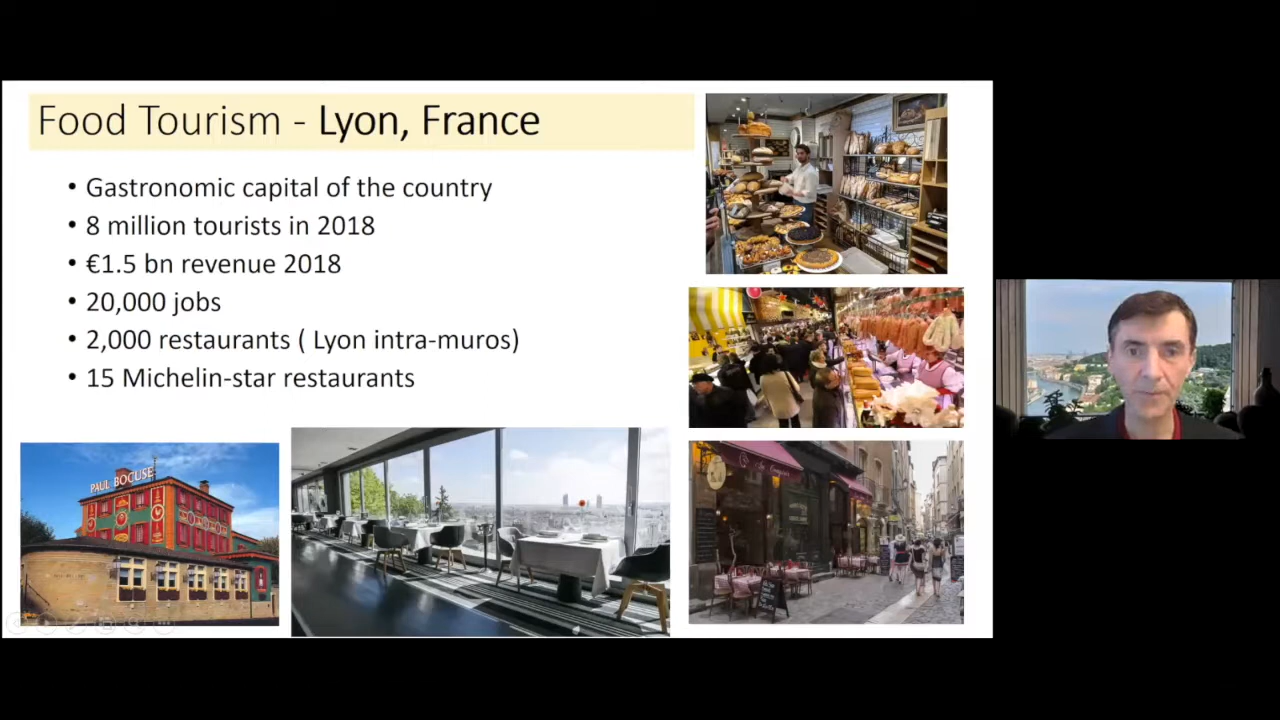 Food Tourism - Lyon, France
• Gastronomic capital of the country
• 8 million tourists in 2018
• €1.5 bn revenue 2018
• 20,000 jobs
• 2,000 restaurants ( Lyon intra-muros)
• 15 Michelin-star restaurants
PAUL BOCUSE